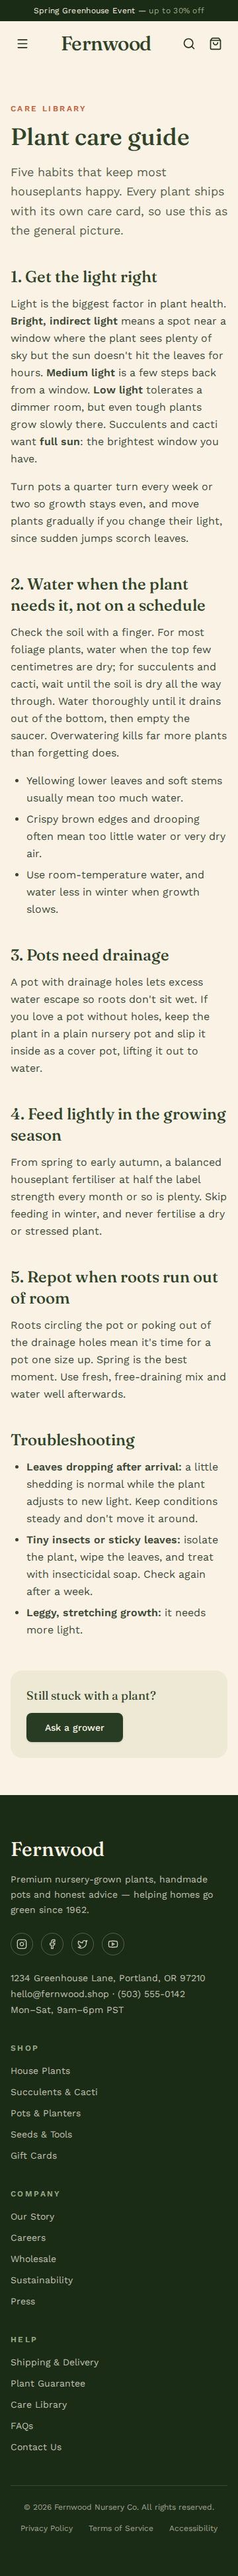 Spring Greenhouse Event — up to 30% off
Fernwood
CARE LIBRARY
Plant care guide
Five habits that keep most
houseplants happy. Every plant ships
with its own care card, so use this as
the general picture.
1. Get the light right
Light is the biggest factor in plant health.
Bright, indirect light means a spot near a
window where the plant sees plenty of
sky but the sun doesn't hit the leaves for
hours. Medium light is a few steps back
from a window. Low light tolerates a
dimmer room, but even tough plants
grow slowly there. Succulents and cacti
want full sun: the brightest window you
have.
Turn pots a quarter turn every week or
two so growth stays even, and move
plants gradually if you change their light,
since sudden jumps scorch leaves.
2. Water when the plant
needs it, not on a schedule
Check the soil with a finger. For most
foliage plants, water when the top few
centimetres are dry; for succulents and
cacti, wait until the soil is dry all the way
through. Water thoroughly until it drains
out of the bottom, then empty the
saucer. Overwatering kills far more plants
than forgetting does.
Yellowing lower leaves and soft stems
usually mean too much water.
Crispy brown edges and drooping
often mean too little water or very dry
air.
Use room-temperature water, and
water less in winter when growth
slows.
3. Pots need drainage
A pot with drainage holes lets excess
water escape so roots don't sit wet. If
you love a pot without holes, keep the
plant in a plain nursery pot and slip it
inside as a cover pot, lifting it out to
water.
4. Feed lightly in the growing
season
From spring to early autumn, a balanced
houseplant fertiliser at half the label
strength every month or so is plenty. Skip
feeding in winter, and never fertilise a dry
or stressed plant.
5. Repot when roots run out
of room
Roots circling the pot or poking out of
the drainage holes mean it's time for a
pot one size up. Spring is the best
moment. Use fresh, free-draining mix and
water well afterwards.
Troubleshooting
Leaves dropping after arrival: a little
shedding is normal while the plant
adjusts to new light. Keep conditions
steady and don't move it around.
Tiny insects or sticky leaves: isolate
the plant, wipe the leaves, and treat
with insecticidal soap. Check again
after a week.
Leggy, stretching growth: it needs
more light.
Still stuck with a plant?
Ask a grower
Fernwood
Premium nursery-grown plants, handmade
pots and honest advice — helping homes go
green since 1962.
1234 Greenhouse Lane, Portland, OR 97210
hello@fernwood.shop · (503) 555-0142
Mon–Sat, 9am–6pm PST
SHOP
House Plants
Succulents & Cacti
Pots & Planters
Seeds & Tools
Gift Cards
COMPANY
Our Story
Careers
Wholesale
Sustainability
Press
HELP
Shipping & Delivery
Plant Guarantee
Care Library
FAQs
Contact Us
© 2026 Fernwood Nursery Co. All rights reserved.
Privacy Policy Terms of Service Accessibility